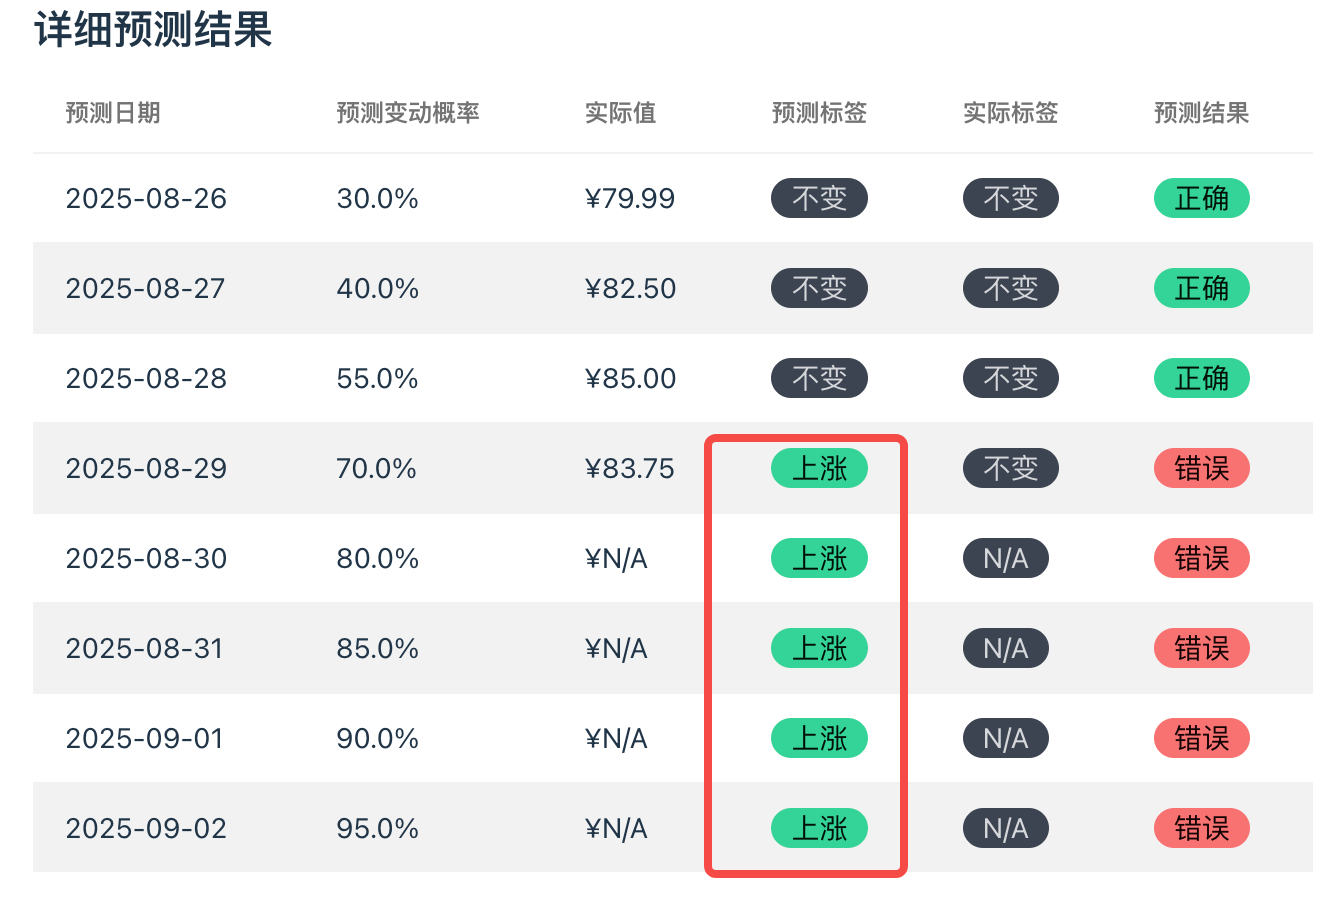 详细预测结果
预测日期 预测变动概率 实际值 预测标签 实际标签 预测结果
2025-08-26 30.0% ¥79.99 不变 不变 正确
2025-08-27 40.0% ¥82.50 不变 不变 正确
2025-08-28 55.0% ¥85.00 不变 不变 正确
2025-08-29 70.0% ¥83.75 上涨 不变 错误
2025-08-30 80.0% ¥N/A 上涨 N/A 错误
2025-08-31 85.0% ¥N/A 上涨 N/A 错误
2025-09-01 90.0% ¥N/A 上涨 N/A 错误
2025-09-02 95.0% ¥N/A 上涨 N/A 错误